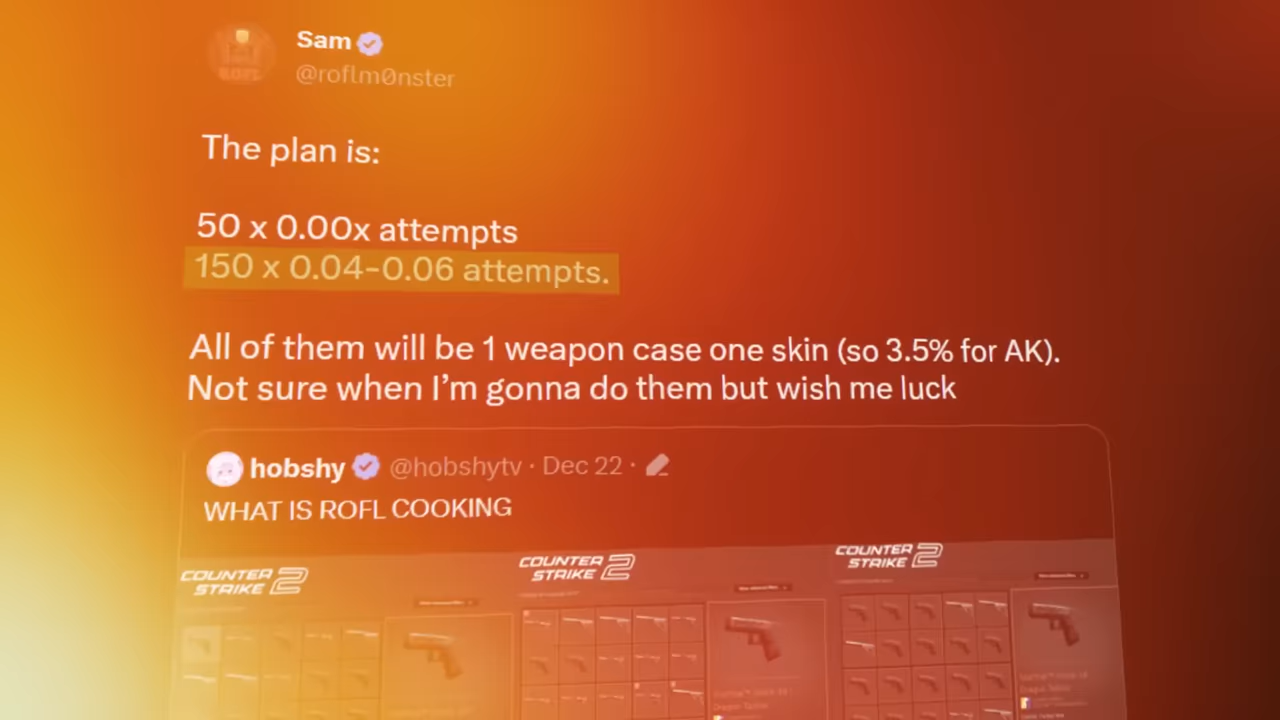 Sam
@roflm0nster
The plan is:
50 x 0.00x attempts
150 x 0.04-0.06 attempts.
All of them will be 1 weapon case one skin (so 3.5% for AK).
Not sure when I'm gonna do them but wish me luck
hobshy @hobshytv · Dec 22 ·
WHAT IS ROFL COOKING
COUNTER STRIKE 2
COUNTER STRIKE 2
COUNTER STRIKE 2